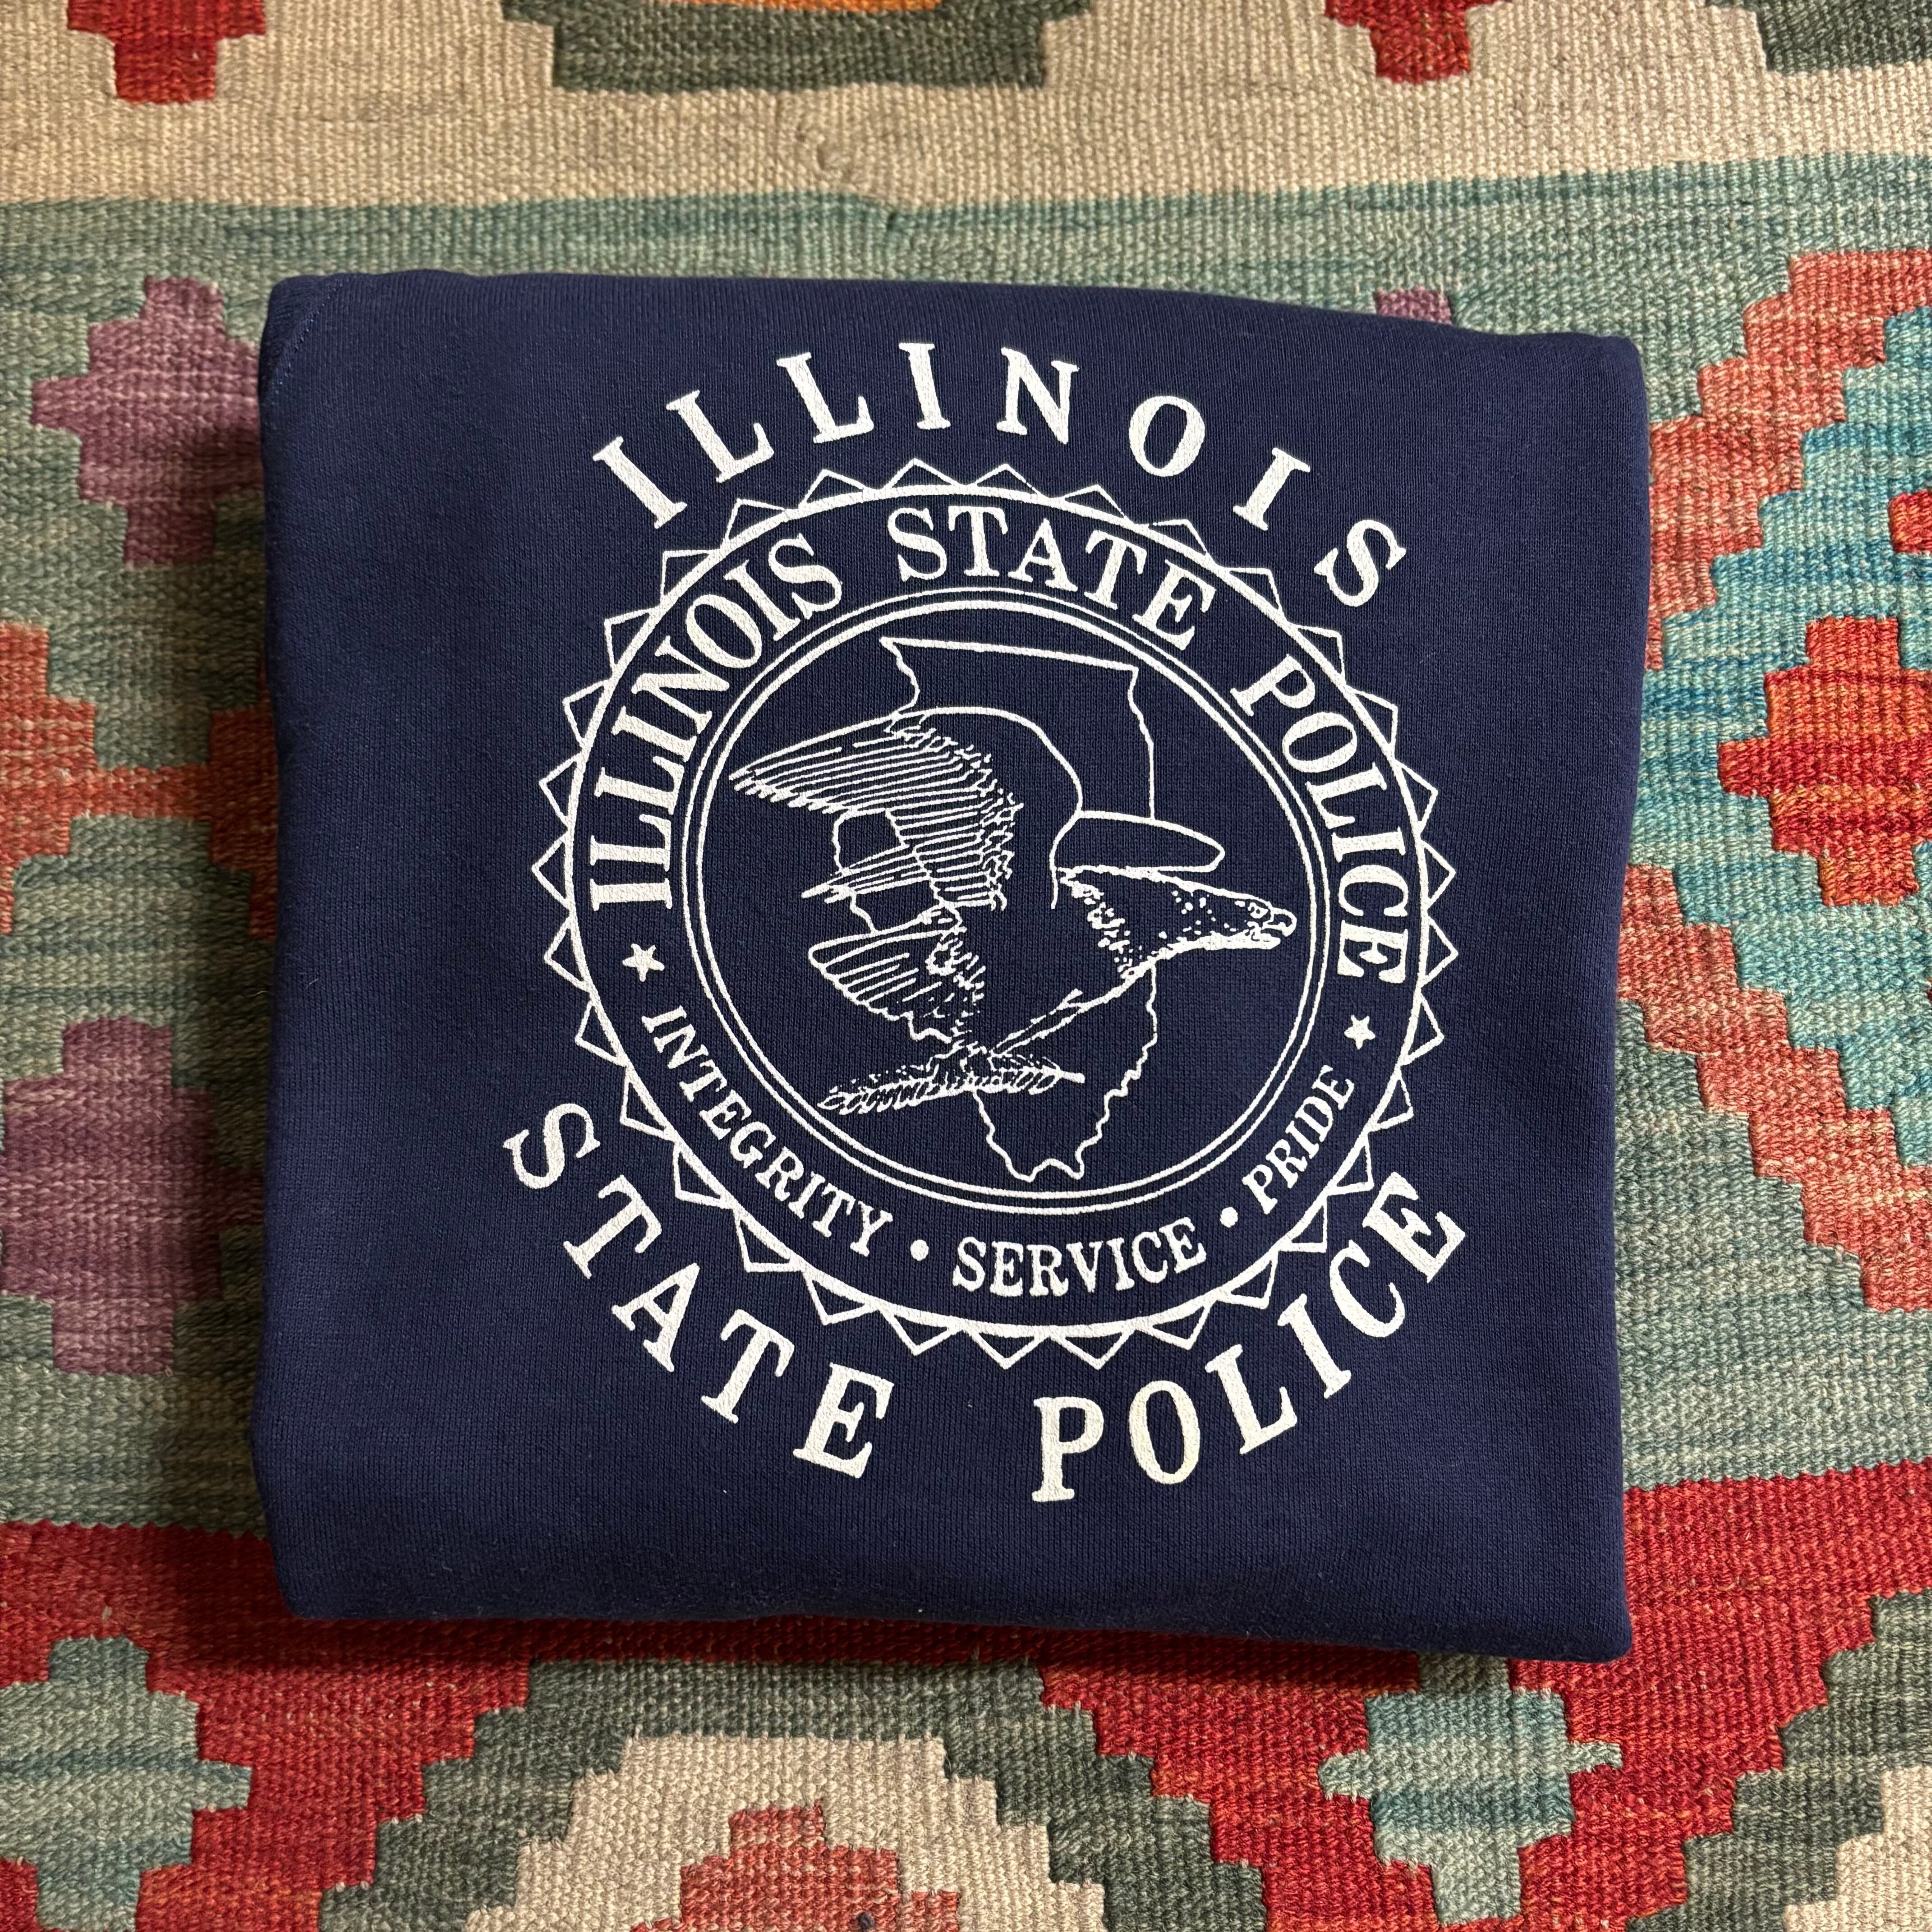 ILLINOIS
ILLINOIS STATE POLICE
★ INTEGRITY • SERVICE • PRIDE ★
STATE POLICE